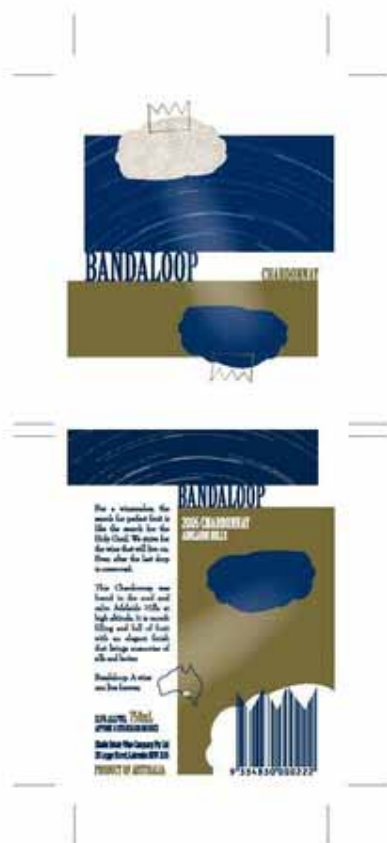 BANDALOOP
CHARDONNAY
BANDALOOP
2005 CHARDONNAY
ADELAIDE HILLS
For a winemaker, the
search for perfect fruit is
like the search for the
Holy Grail. We strive for
the wine that will live on.
Even after the last drop
is consumed.
This Chardonnay was
found in the cool and
calm Adelaide Hills at
high altitude. It is mouth
filling and full of fruit
with an elegant finish
that brings memories of
silk and
Bandaloop. A wine
can live forever.
750mL
PRODUCT OF AUSTRALIA